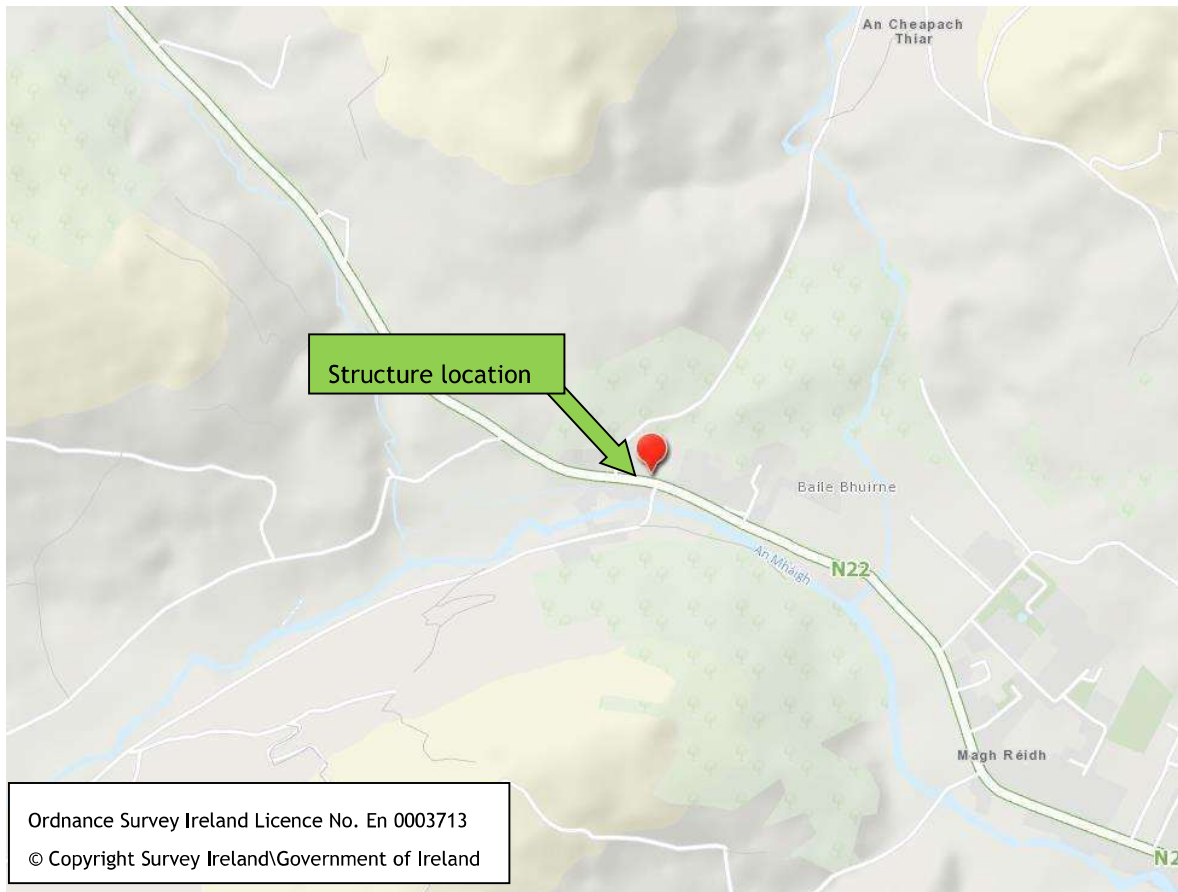 An Cheapach
Thiar
Structure location
Baile Bhuirne
An Mháigh
N22
Magh Réidh
Ordnance Survey Ireland Licence No. En 0003713
© Copyright Survey Ireland\Government of Ireland
N2